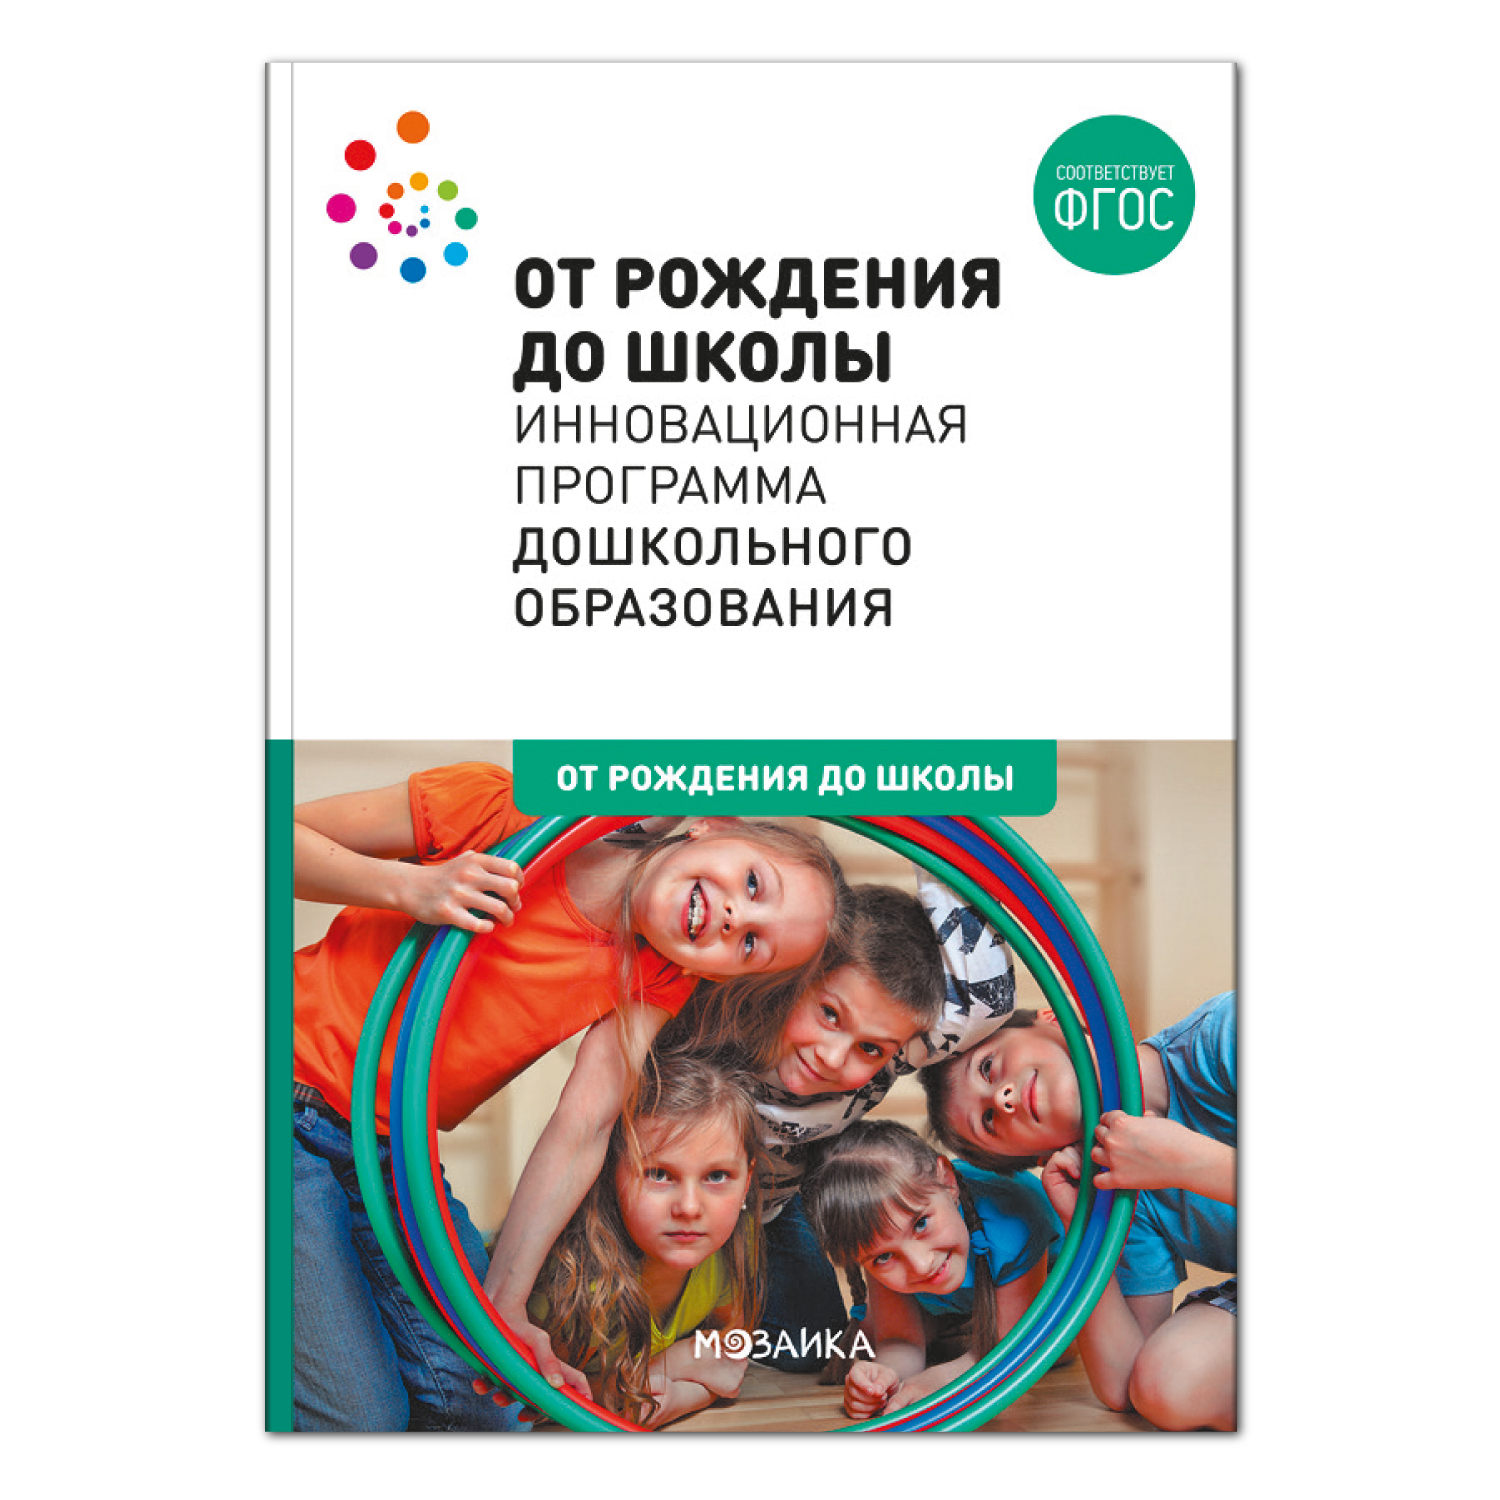 СООТВЕТСТВУЕТ
ФГОС
ОТ РОЖДЕНИЯ
ДО ШКОЛЫ
ИННОВАЦИОННАЯ
ПРОГРАММА
ДОШКОЛЬНОГО
ОБРАЗОВАНИЯ
ОТ РОЖДЕНИЯ ДО ШКОЛЫ
МОЗАИКА